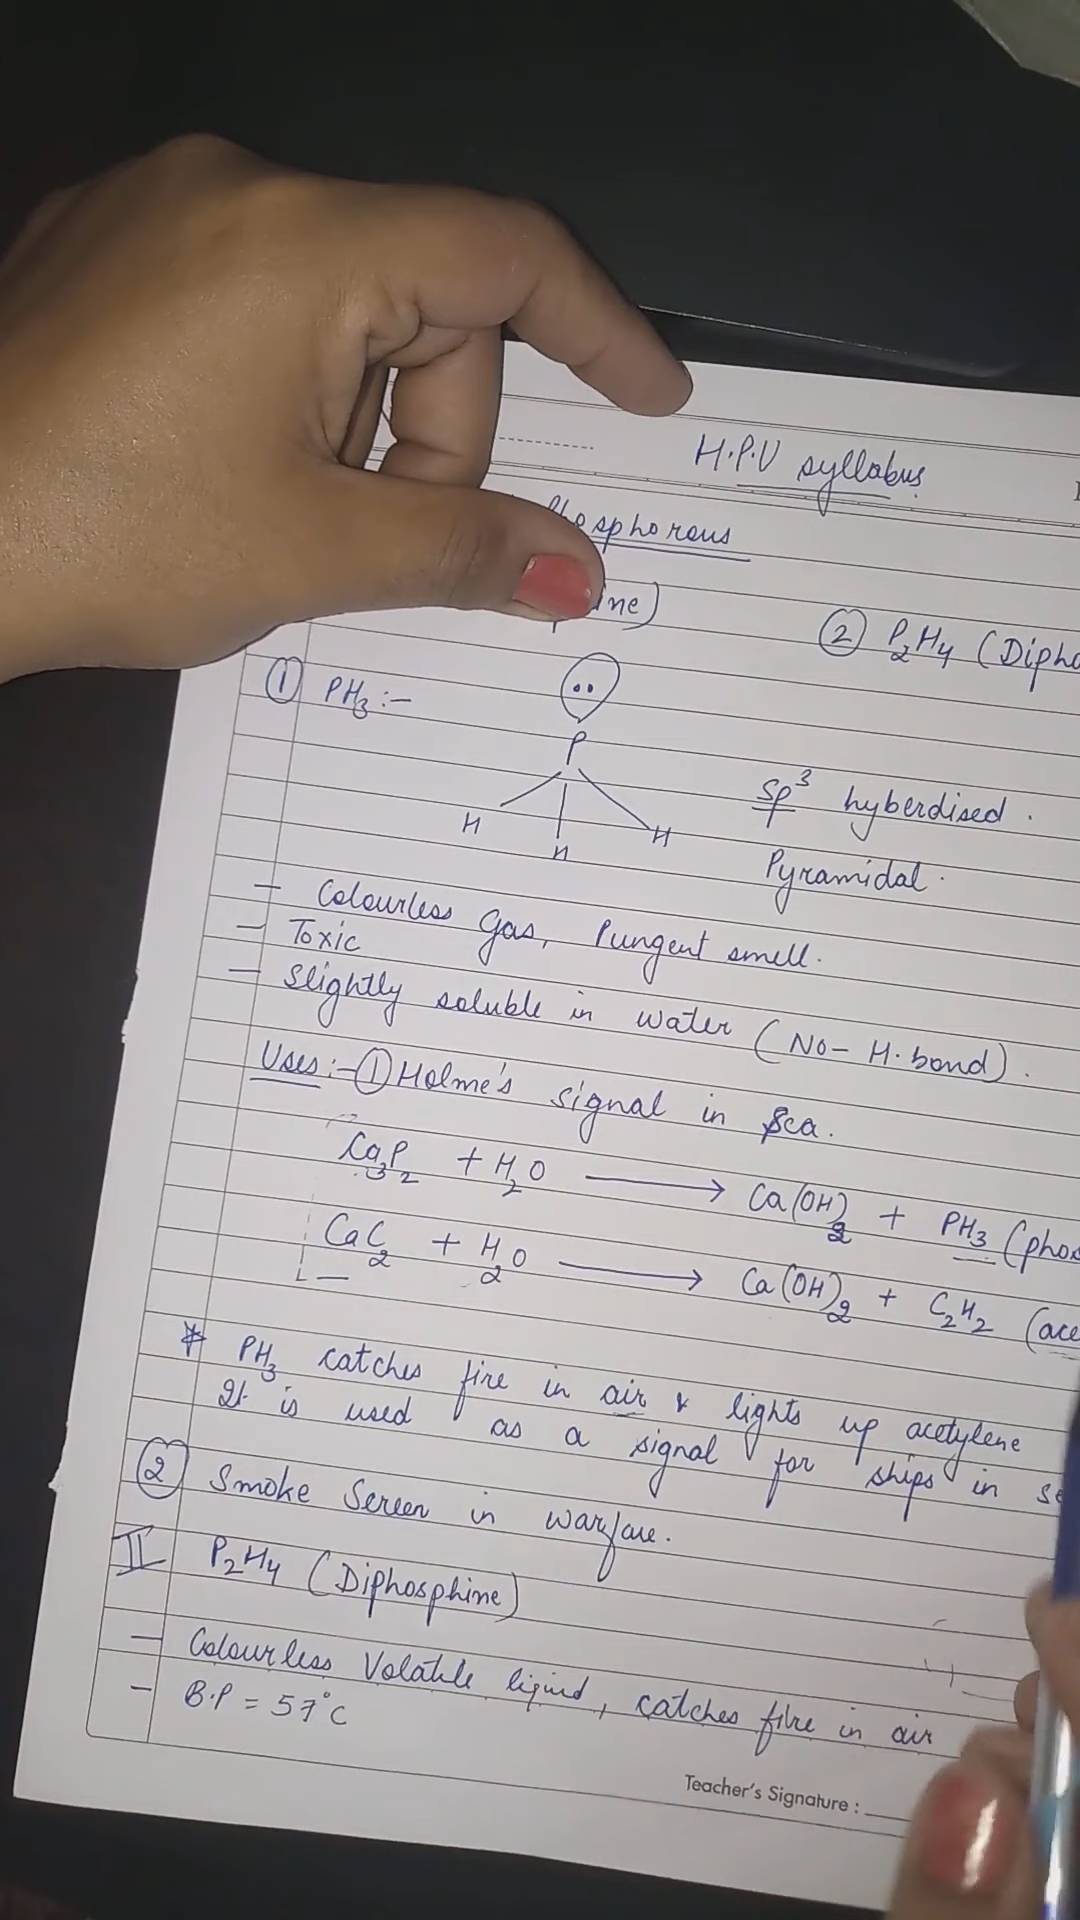 H.P.U syllabus
Phosphorous
ine)
② P2H4 (Dipho
① PH3 :-
P
H H H
Sp3 hyberdised.
Pyramidal.
- Colourless gas, Pungent smell.
- Toxic
- Slightly soluble in water (No- H.bond).
Uses :- ① Holme's signal in Sea.
Ca3P2 + H2O → Ca(OH)2 + PH3 (phos
CaC2 + H2O → Ca(OH)2 + C2H2 (ace
* PH3 catches fire in air & lights up acetylene
It is used as a signal for ships in se
② Smoke Screen in warfare.
II P2H4 (Diphosphine)
- Colourless Volatile liquid, catches fire in air
- B.P = 57°C
Teacher's Signature :